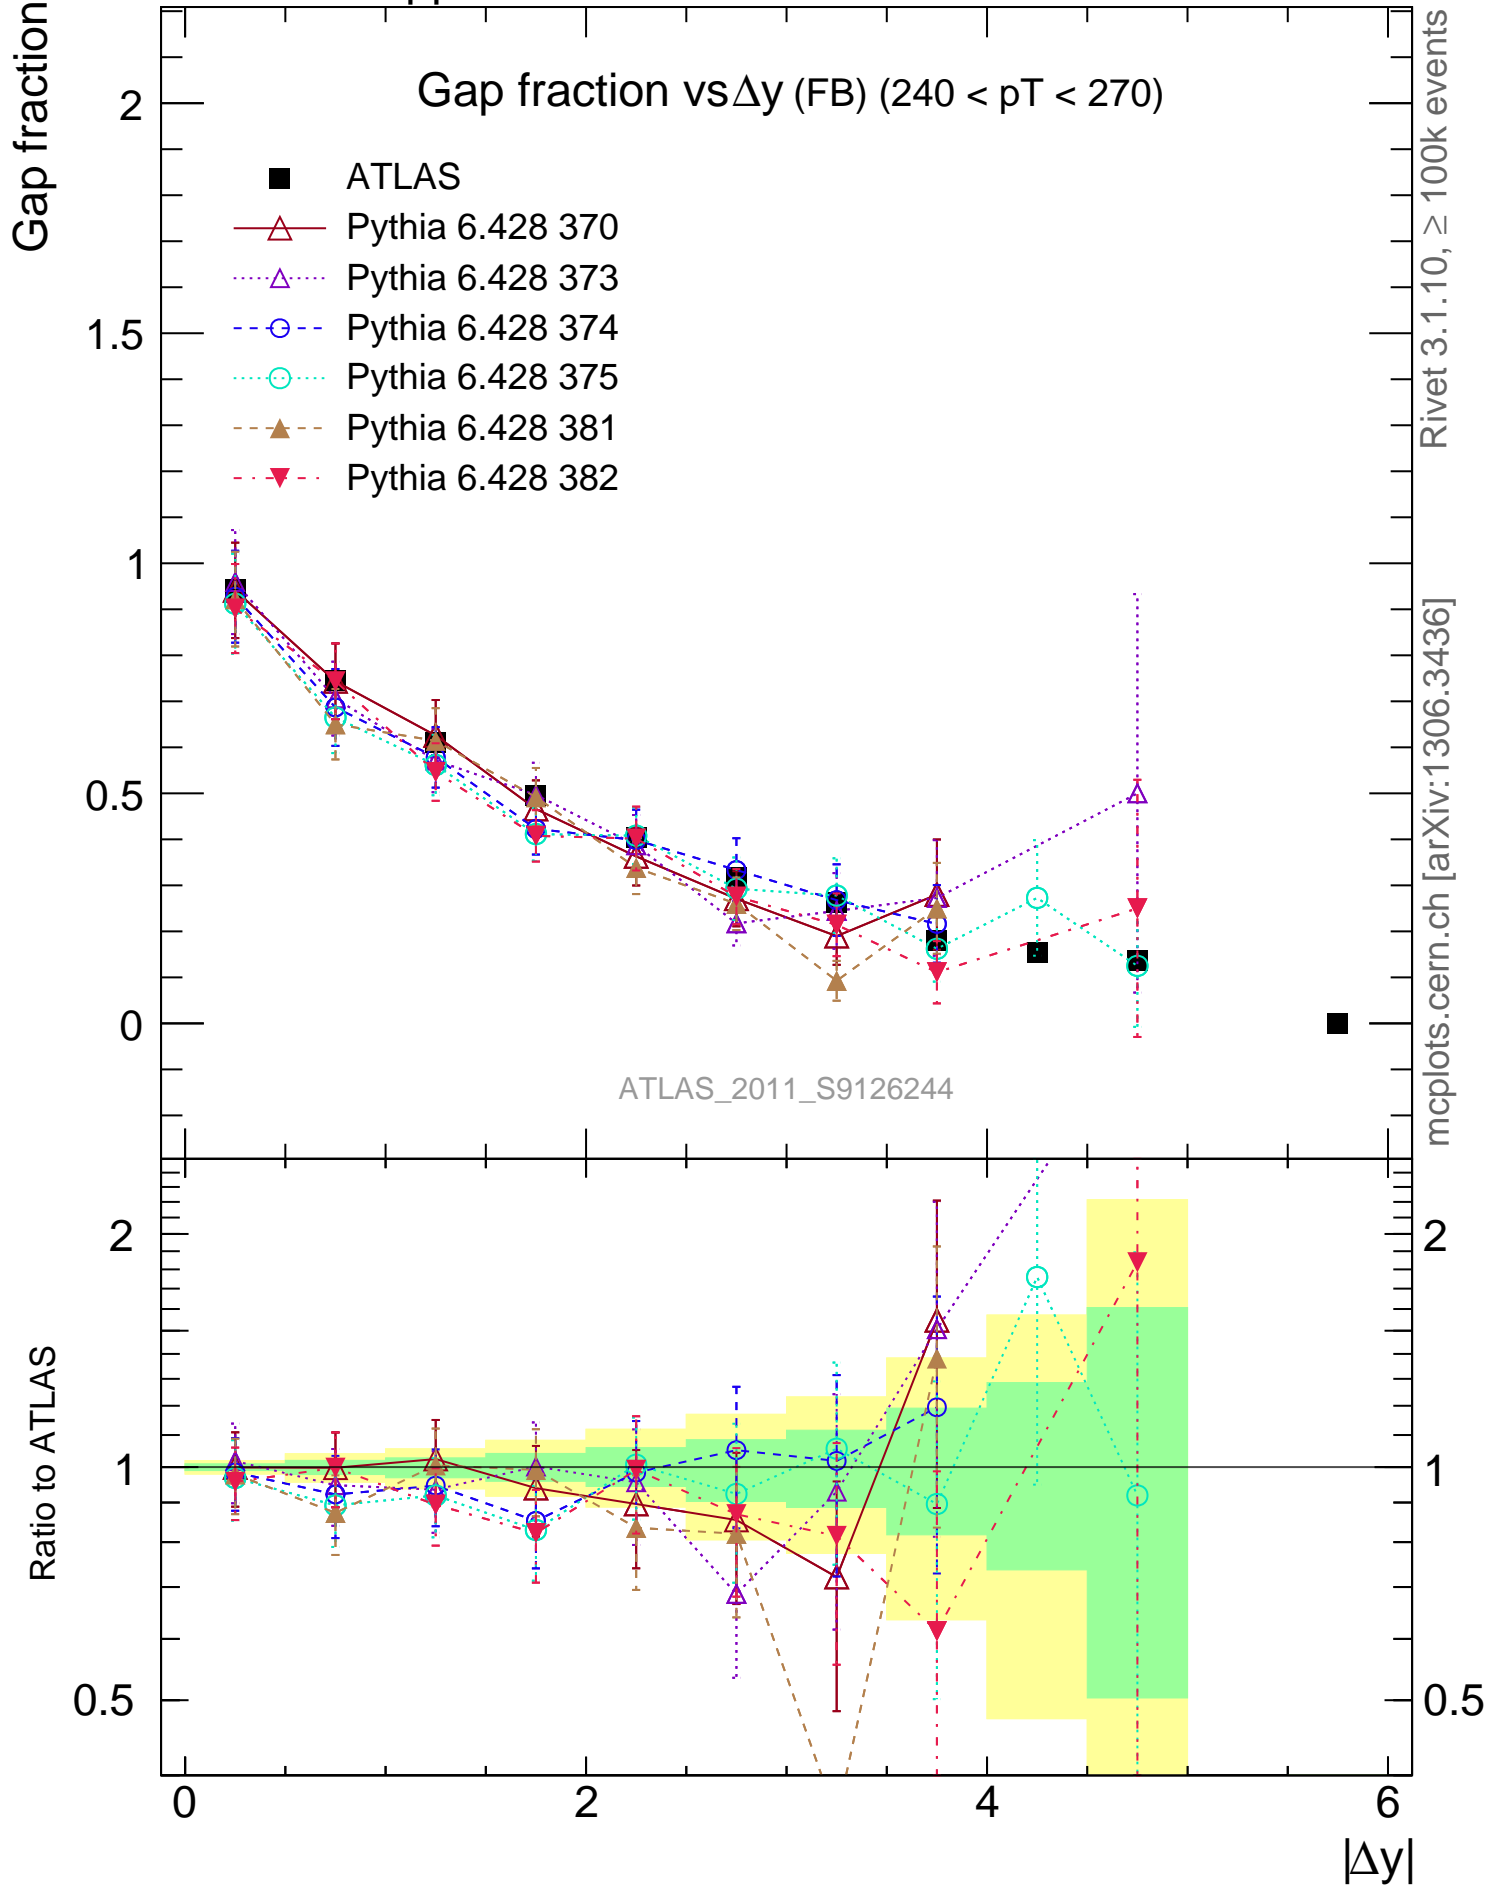 Gap fraction vsΔy (FB) (240 < pT < 270)
Gap fraction
ATLAS
Pythia 6.428 370
Pythia 6.428 373
Pythia 6.428 374
Pythia 6.428 375
Pythia 6.428 381
Pythia 6.428 382
2
1.5
1
0.5
0
ATLAS_2011_S9126244
Rivet 3.1.10, ≥ 100k events
mcplots.cern.ch [arXiv:1306.3436]
Ratio to ATLAS
2
1
0.5
2
1
0.5
0
2
4
6
|Δy|